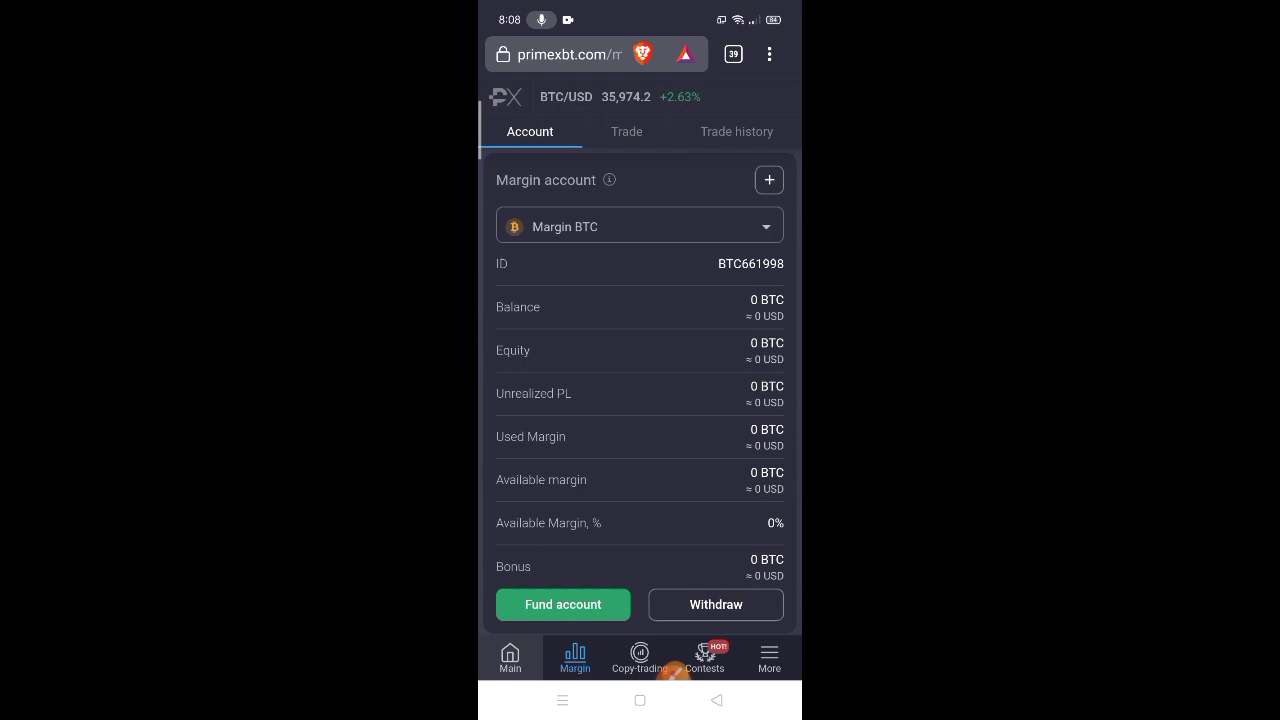 8:08
84
primexbt.com/m
39
PX BTC/USD 35,974.2 +2.63%
Account Trade Trade history
Margin account
Margin BTC
ID BTC661998
Balance 0 BTC
≈ 0 USD
Equity 0 BTC
≈ 0 USD
Unrealized PL 0 BTC
≈ 0 USD
Used Margin 0 BTC
≈ 0 USD
Available margin 0 BTC
≈ 0 USD
Available Margin, % 0%
Bonus 0 BTC
≈ 0 USD
Fund account Withdraw
HOT!
Main Margin Copy-trading Contests More